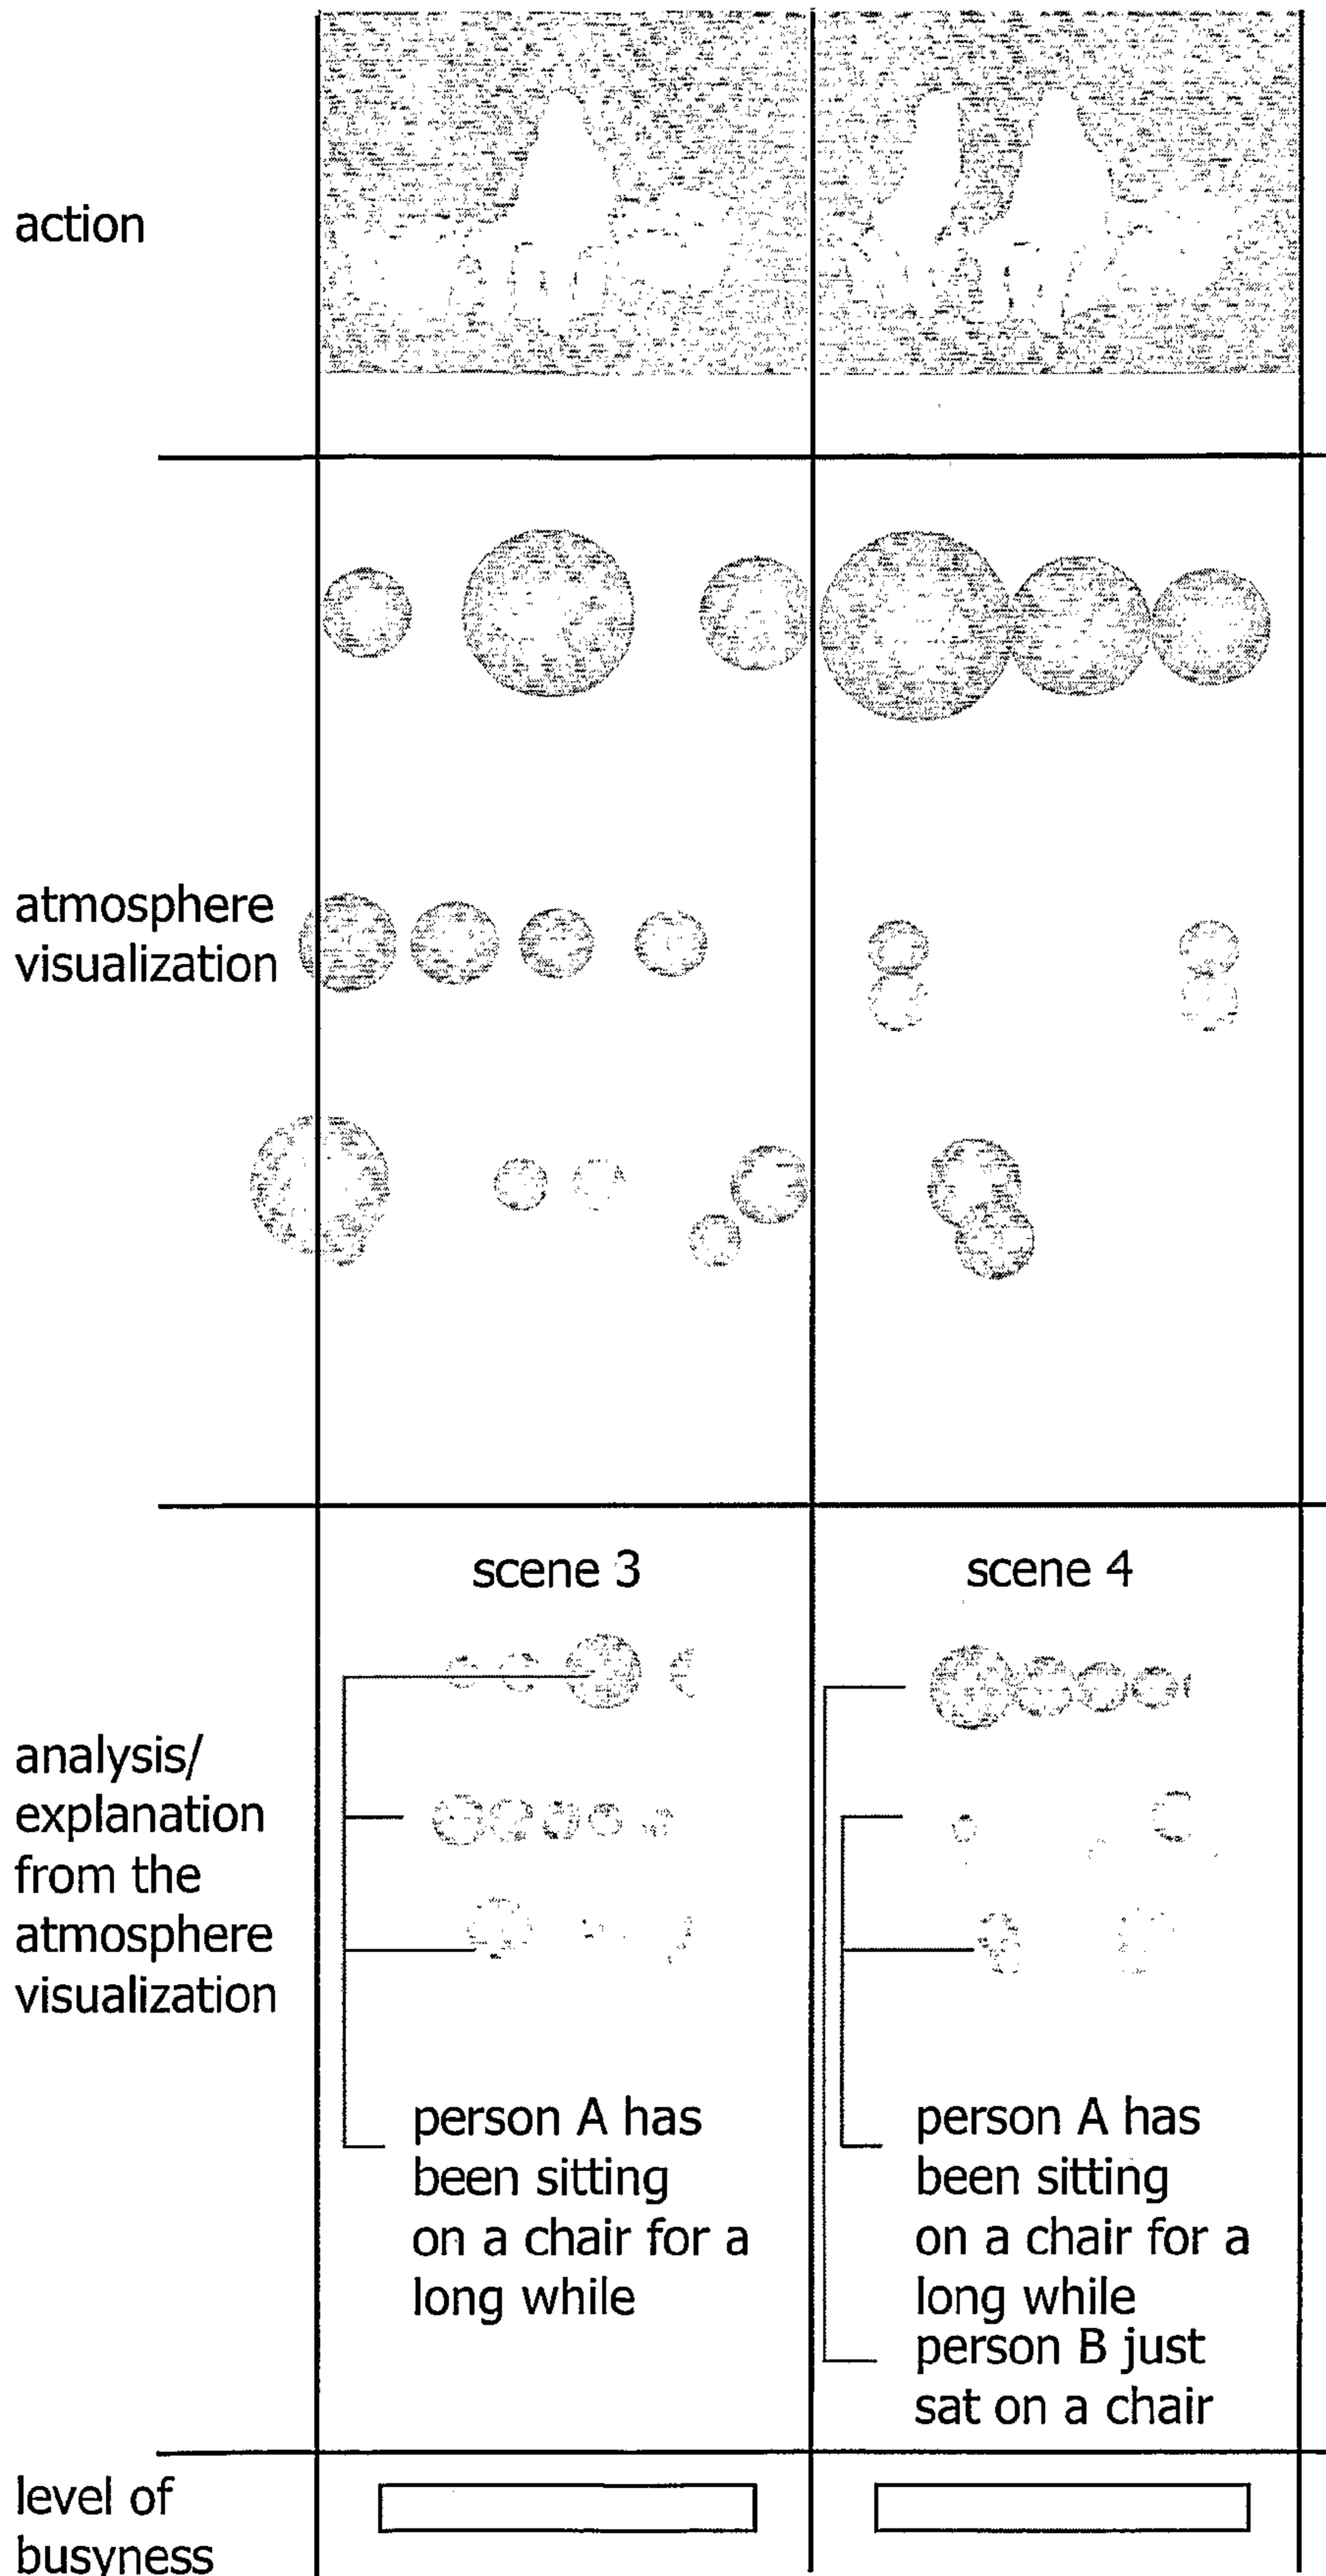 action
atmosphere
visualization
scene 3
scene 4
analysis/
explanation
from the
atmosphere
visualization
person A has
been sitting
on a chair for a
long while
person A has
been sitting
on a chair for a
long while
person B just
sat on a chair
level of
busyness